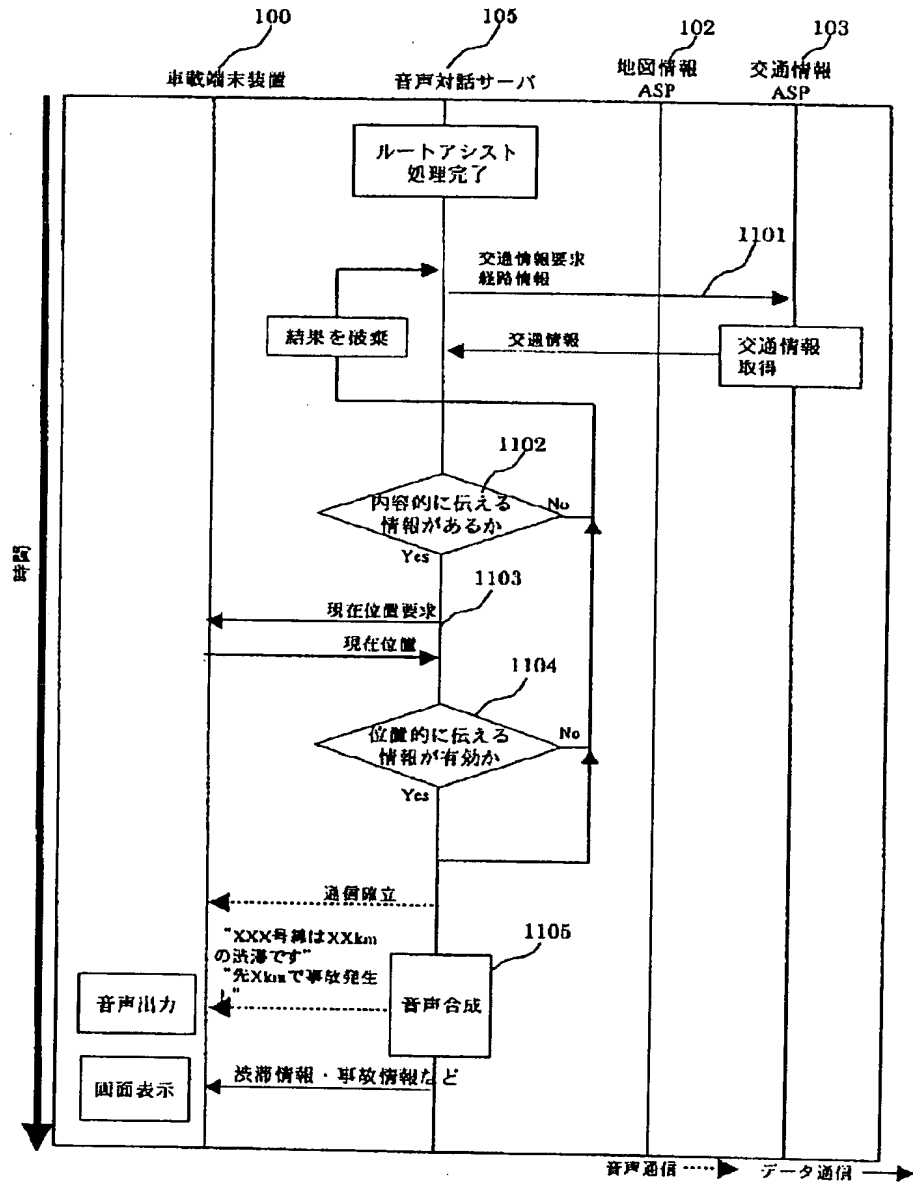 100
105
102
103
車載端末装置
音声対話サーバ
地図情報
ASP
交通情報
ASP
ルートアシスト
処理完了
1101
交通情報要求
経路情報
結果を破棄
交通情報
交通情報
取得
1102
内容的に伝える
情報があるか
No
Yes
時間
1103
現在位置要求
現在位置
1104
位置的に伝える
情報が有効か
No
Yes
通信確立
"XXX号線はXXkm
の渋滞です"
"先Xkmで事故発生
し"
1105
音声出力
音声合成
渋滞情報・事故情報など
画面表示
音声通信
データ通信